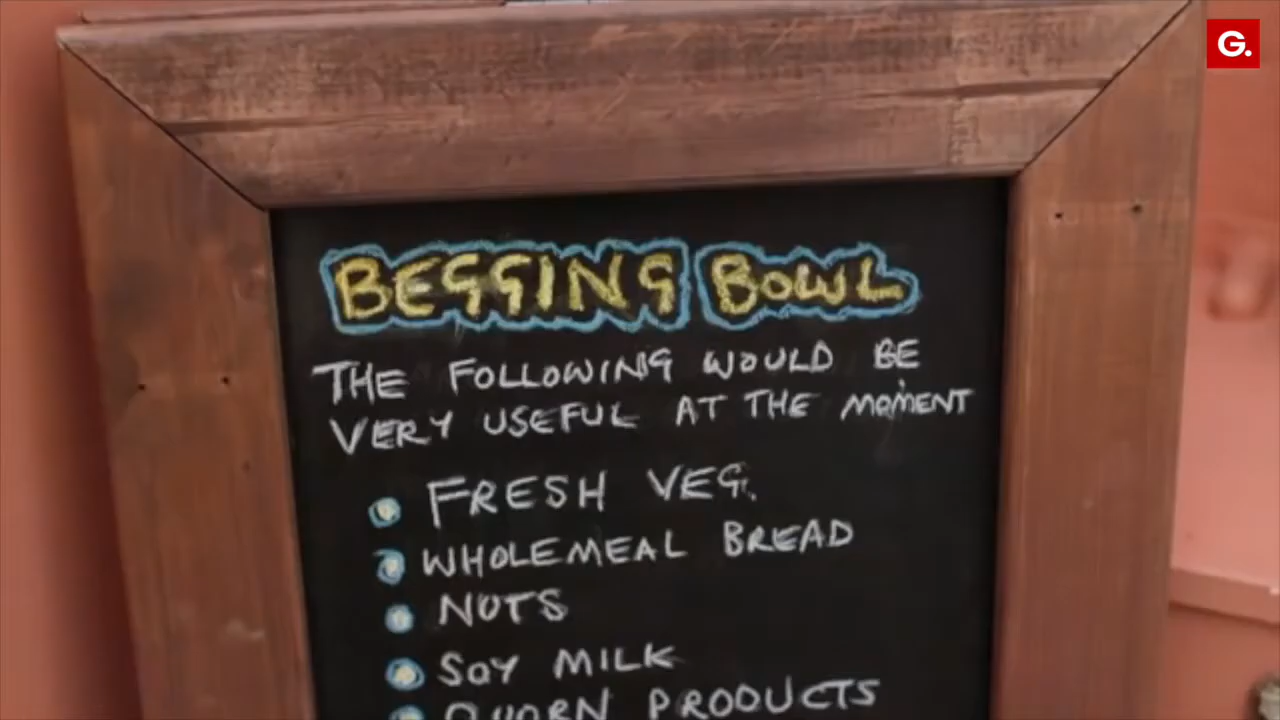 G.
BEGGING BOWL
THE FOLLOWING WOULD BE
VERY USEFUL AT THE MOMENT
FRESH VEG.
WHOLEMEAL BREAD
NUTS
SOY MILK
QUORN PRODUCTS